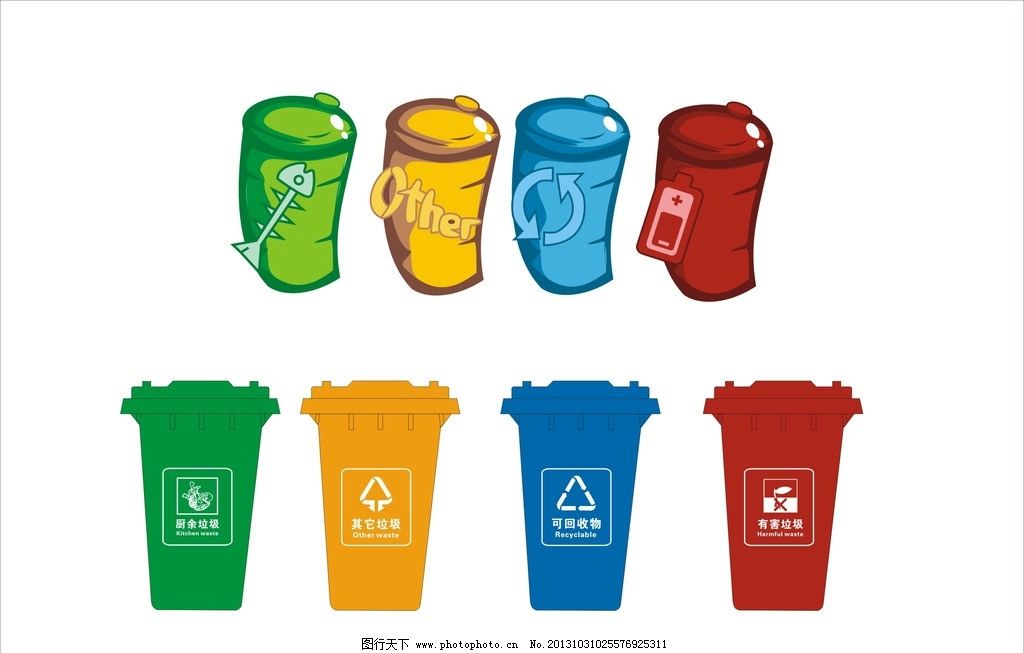 Other
厨余垃圾
Kitchen waste
其它垃圾
Other waste
可回收物
Recyclable
有害垃圾
Harmful waste
图行天下 www.photophoto.cn No.20131031025576925311